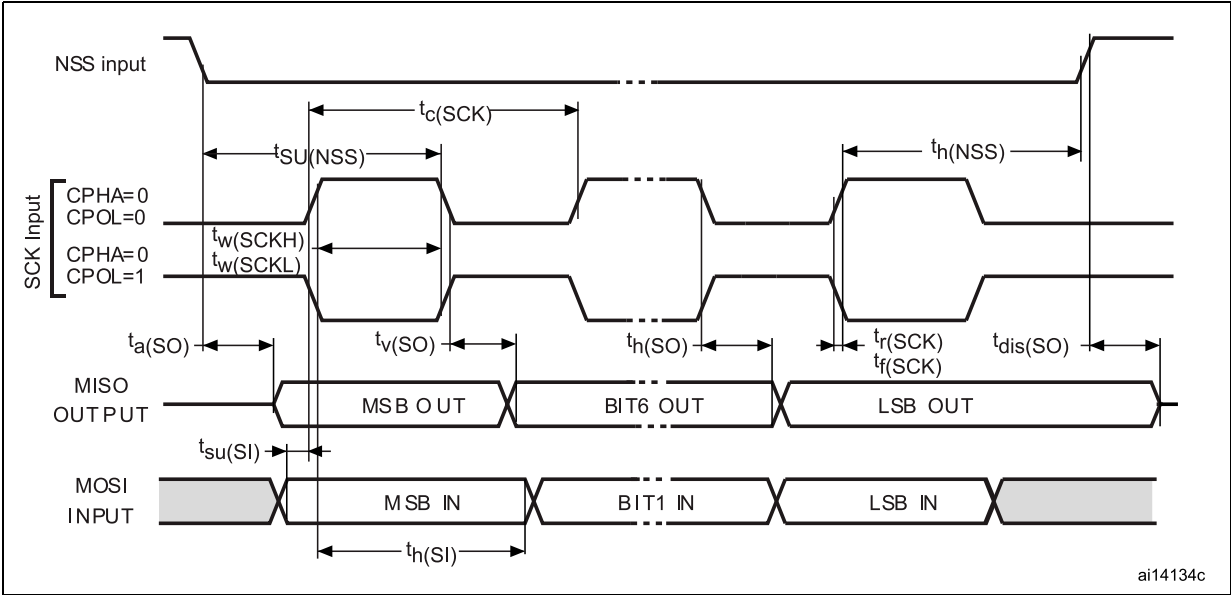 NSS input
tc(SCK)
tSU(NSS)
th(NSS)
SCK Input
CPHA=0
CPOL=0
tw(SCKH)
CPHA=0
tw(SCKL)
CPOL=1
ta(SO)
tv(SO)
th(SO)
tr(SCK)
tf(SCK)
tdis(SO)
MISO
OUTPUT
MSB OUT
BIT6 OUT
LSB OUT
tsu(SI)
MOSI
INPUT
MSB IN
BIT1 IN
LSB IN
th(SI)
ai14134c